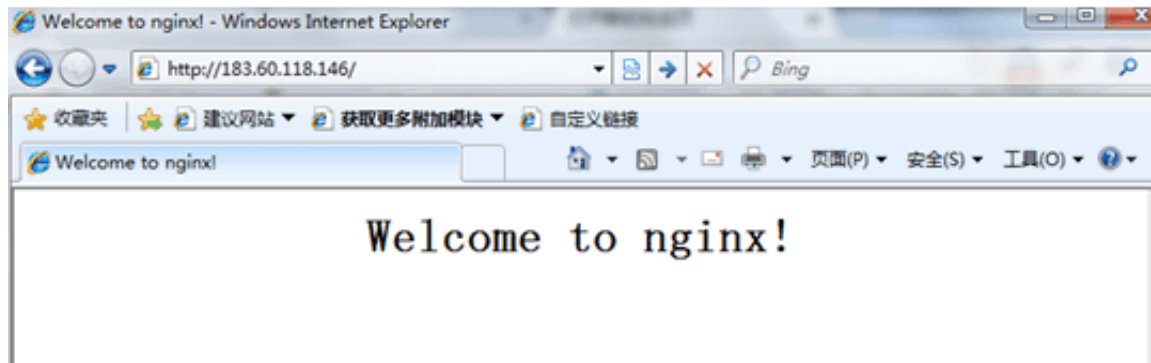 Welcome to nginx! - Windows Internet Explorer
http://183.60.118.146/
Bing
收藏夹 建议网站 获取更多附加模块 自定义链接
Welcome to nginx! 页面(P) 安全(S) 工具(O)
Welcome to nginx!